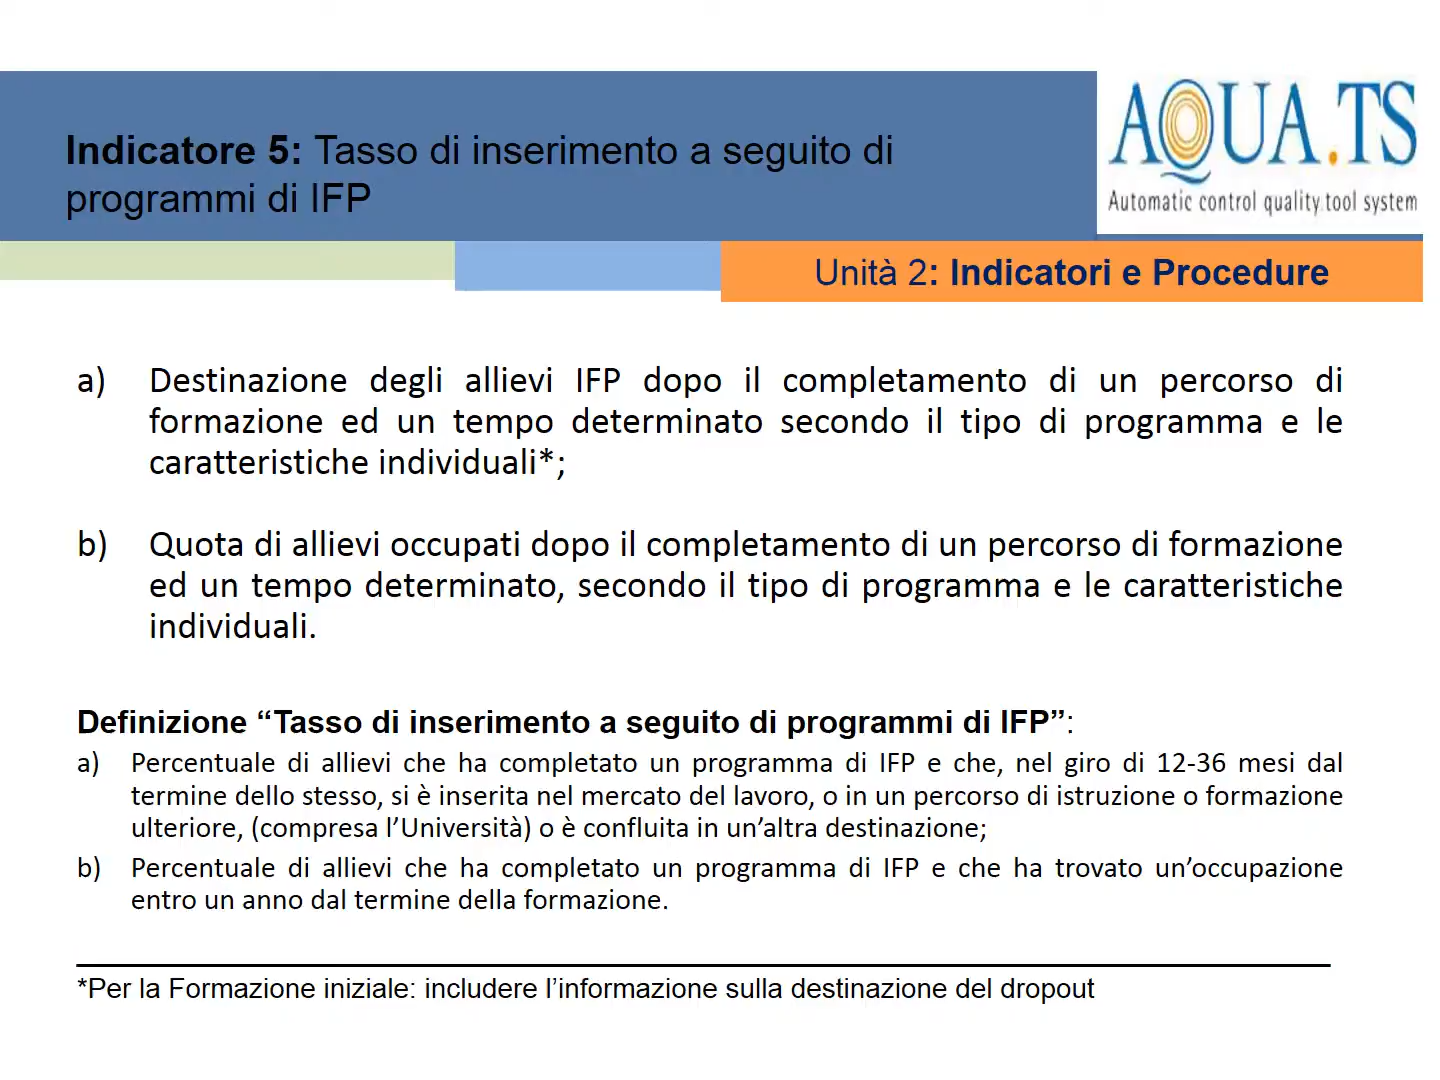 Indicatore 5: Tasso di inserimento a seguito di
programmi di IFP
AQUA.TS
Automatic control quality tool system
Unità 2: Indicatori e Procedure
a) Destinazione degli allievi IFP dopo il completamento di un percorso di
formazione ed un tempo determinato secondo il tipo di programma e le
caratteristiche individuali*;
b) Quota di allievi occupati dopo il completamento di un percorso di formazione
ed un tempo determinato, secondo il tipo di programma e le caratteristiche
individuali.
Definizione “Tasso di inserimento a seguito di programmi di IFP”:
a) Percentuale di allievi che ha completato un programma di IFP e che, nel giro di 12-36 mesi dal
termine dello stesso, si è inserita nel mercato del lavoro, o in un percorso di istruzione o formazione
ulteriore, (compresa l’Università) o è confluita in un’altra destinazione;
b) Percentuale di allievi che ha completato un programma di IFP e che ha trovato un’occupazione
entro un anno dal termine della formazione.
*Per la Formazione iniziale: includere l’informazione sulla destinazione del dropout